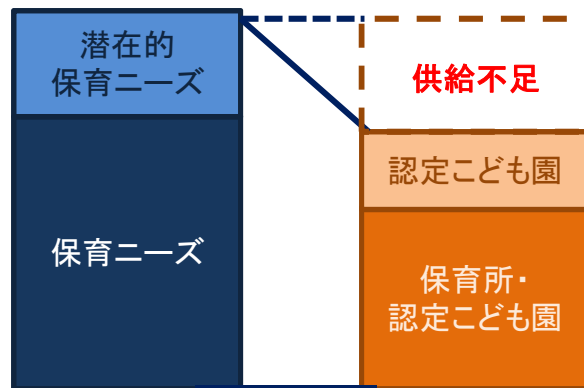 潜在的
保育ニーズ
保育ニーズ
供給不足
認定こども園
保育所・
認定こども園